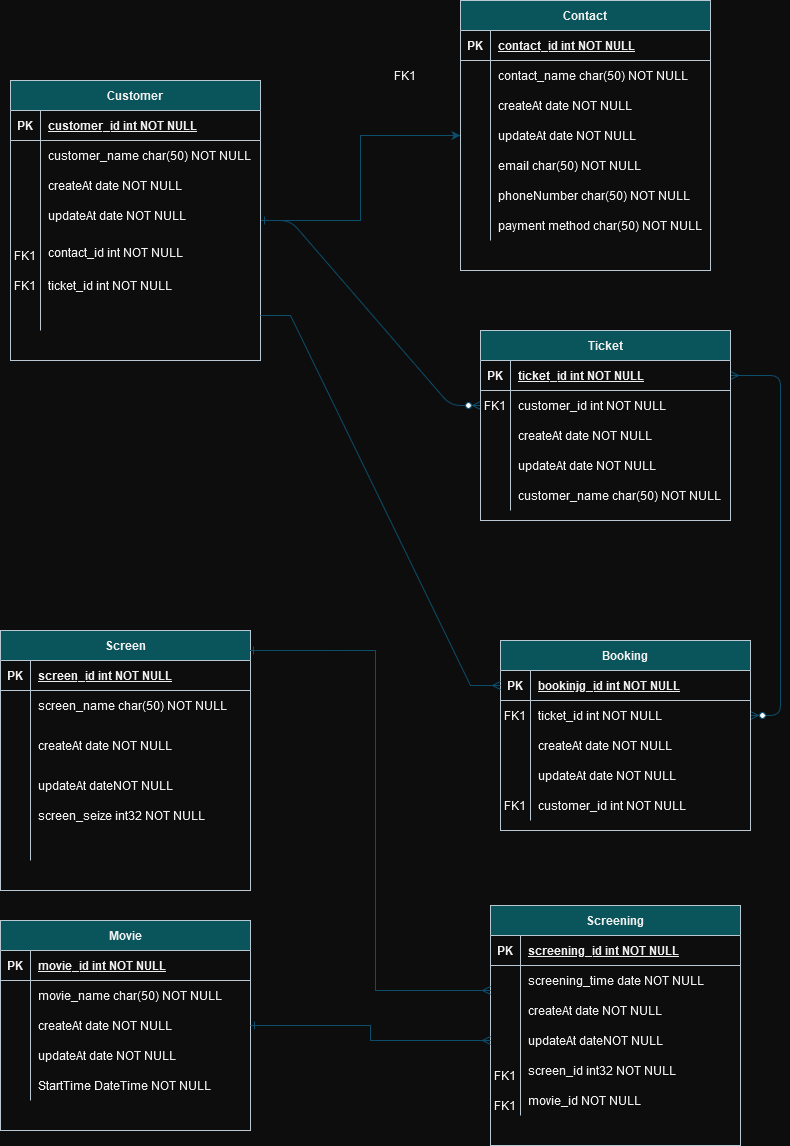 Contact
PK contact_id int NOT NULL
contact_name char(50) NOT NULL
createAt date NOT NULL
updateAt date NOT NULL
email char(50) NOT NULL
phoneNumber char(50) NOT NULL
payment method char(50) NOT NULL
FK1
Customer
PK customer_id int NOT NULL
customer_name char(50) NOT NULL
createAt date NOT NULL
updateAt date NOT NULL
FK1 contact_id int NOT NULL
FK1 ticket_id int NOT NULL
Ticket
PK ticket_id int NOT NULL
FK1 customer_id int NOT NULL
createAt date NOT NULL
updateAt date NOT NULL
customer_name char(50) NOT NULL
Screen
PK screen_id int NOT NULL
screen_name char(50) NOT NULL
createAt date NOT NULL
updateAt dateNOT NULL
screen_seize int32 NOT NULL
Booking
PK bookinjg_id int NOT NULL
FK1 ticket_id int NOT NULL
createAt date NOT NULL
updateAt date NOT NULL
FK1 customer_id int NOT NULL
Movie
PK movie_id int NOT NULL
movie_name char(50) NOT NULL
createAt date NOT NULL
updateAt date NOT NULL
StartTime DateTime NOT NULL
Screening
PK screening_id int NOT NULL
screening_time date NOT NULL
createAt date NOT NULL
updateAt dateNOT NULL
FK1 screen_id int32 NOT NULL
FK1 movie_id NOT NULL